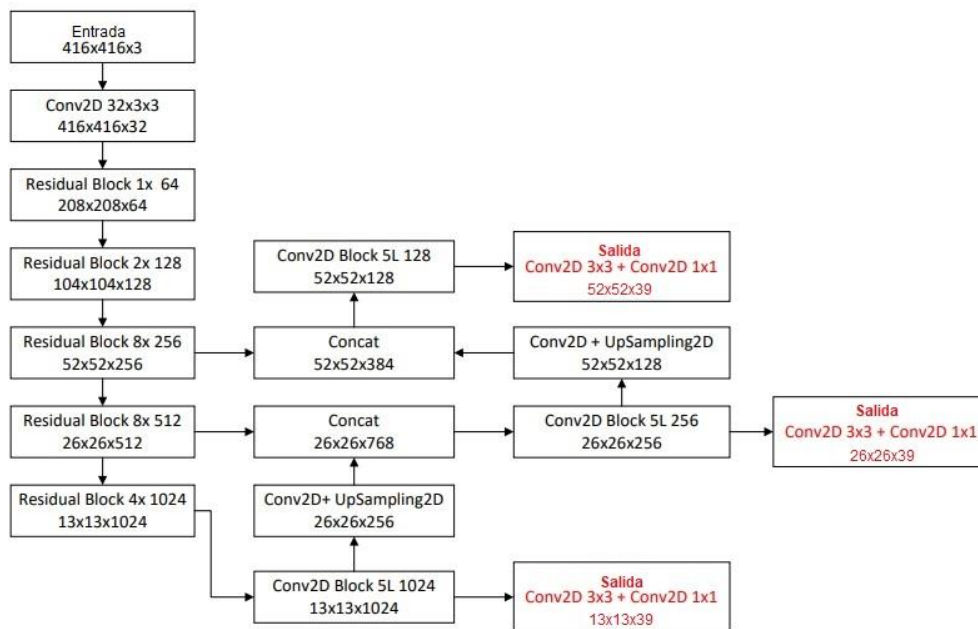 Entrada
416x416x3
Conv2D 32x3x3
416x416x32
Residual Block 1x 64
208x208x64
Residual Block 2x 128
104x104x128
Residual Block 8x 256
52x52x256
Residual Block 8x 512
26x26x512
Residual Block 4x 1024
13x13x1024
Conv2D Block 5L 128
52x52x128
Concat
52x52x384
Concat
26x26x768
Conv2D+ UpSampling2D
26x26x256
Conv2D Block 5L 1024
13x13x1024
Salida
Conv2D 3x3 + Conv2D 1x1
52x52x39
Conv2D + UpSampling2D
52x52x128
Conv2D Block 5L 256
26x26x256
Salida
Conv2D 3x3 + Conv2D 1x1
13x13x39
Salida
Conv2D 3x3 + Conv2D 1x1
26x26x39